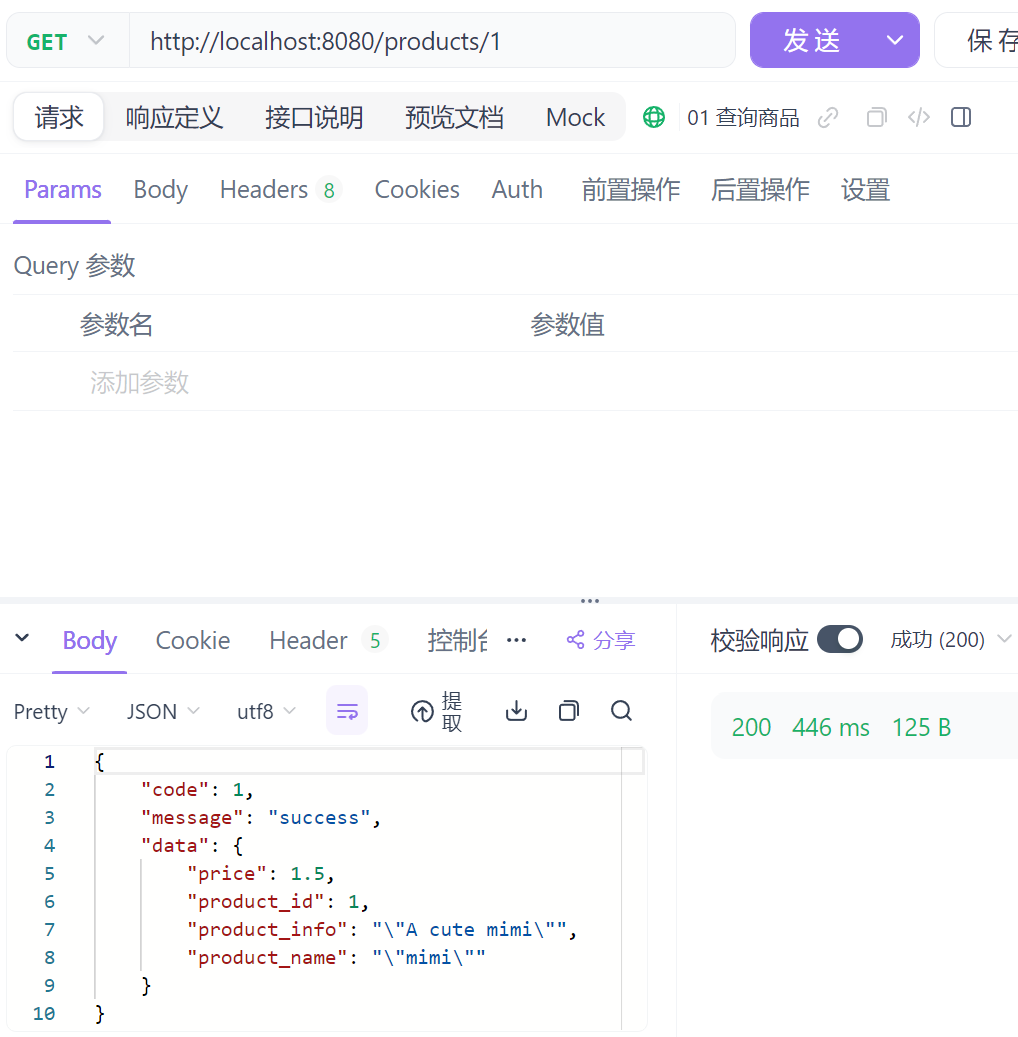 GET http://localhost:8080/products/1 发 送 保 存
请求 响应定义 接口说明 预览文档 Mock 01 查询商品
Params Body Headers 8 Cookies Auth 前置操作 后置操作 设置
Query 参数
参数名 参数值
添加参数
Body Cookie Header 5 控制台 ··· 分享 校验响应 成功 (200)
Pretty JSON utf8 提取
200 446 ms 125 B
1 {
2 "code": 1,
3 "message": "success",
4 "data": {
5 "price": 1.5,
6 "product_id": 1,
7 "product_info": "\"A cute mimi\"",
8 "product_name": "\"mimi\""
9 }
10 }